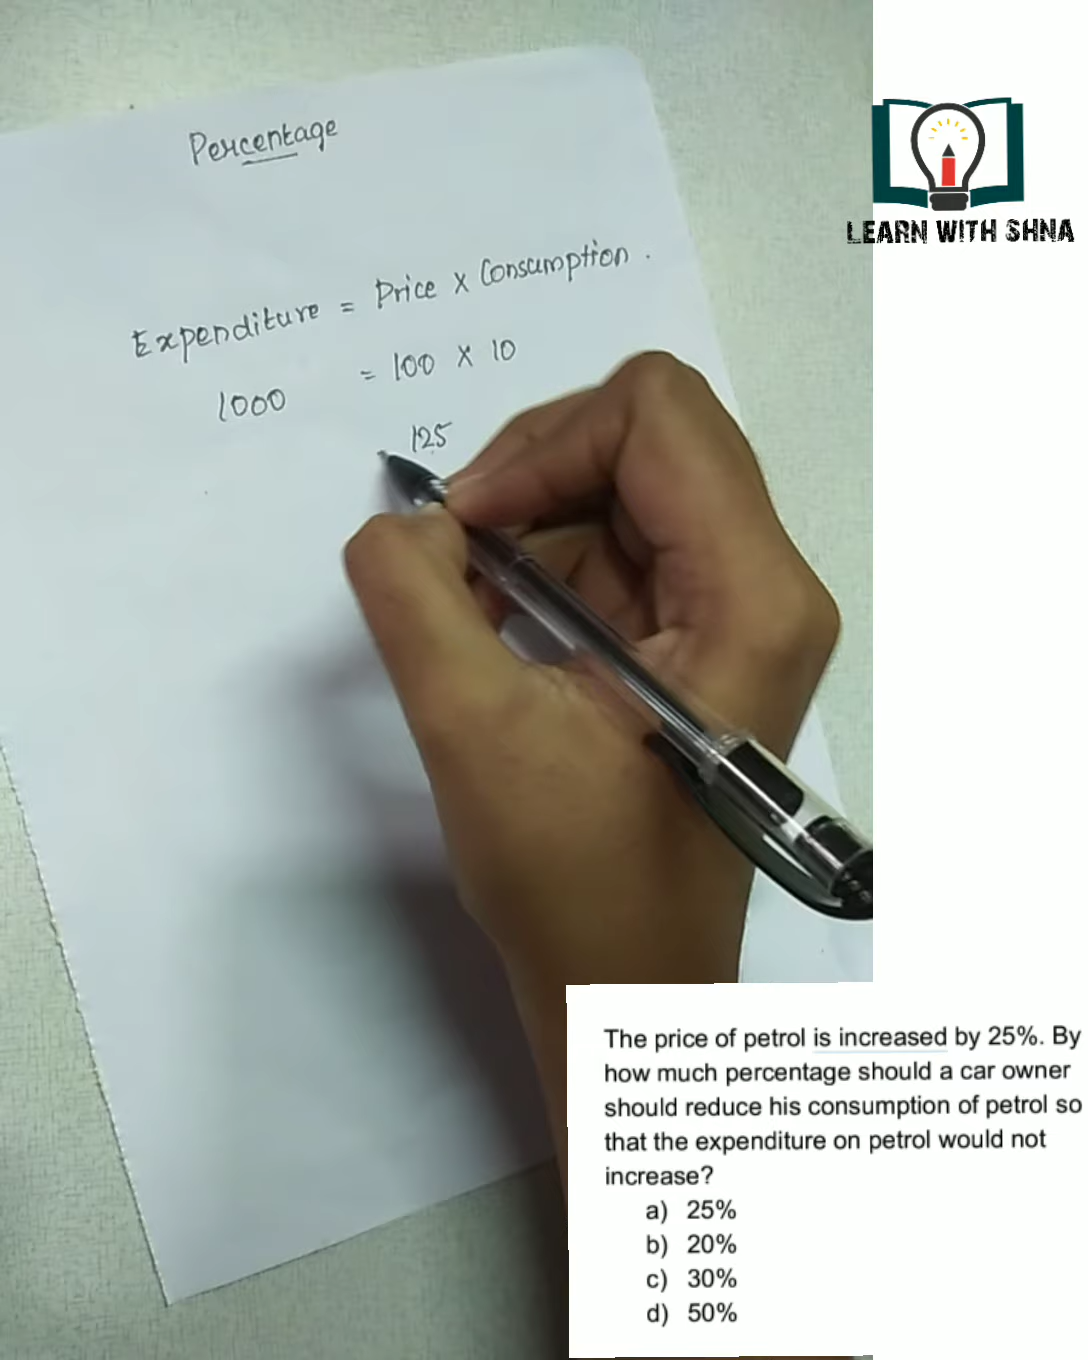 Percentage
Expenditure = Price x Consumption.
1000 = 100 x 10
125
LEARN WITH SHNA
The price of petrol is increased by 25%. By
how much percentage should a car owner
should reduce his consumption of petrol so
that the expenditure on petrol would not
increase?
a) 25%
b) 20%
c) 30%
d) 50%